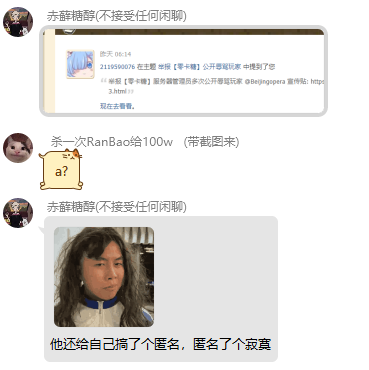 赤藓糖醇(不接受任何闲聊)
昨天 06:14
2119590076 在主题 举报【零卡糖】公开辱骂玩家 中提到了您
举报【零卡糖】服务器管理员多次公开辱骂玩家 @Beijingopera 宣传贴: https
3.html
现在去看看。
杀一次RanBao给100w (带截图来)
a?
赤藓糖醇(不接受任何闲聊)
他还给自己搞了个匿名，匿名了个寂寞